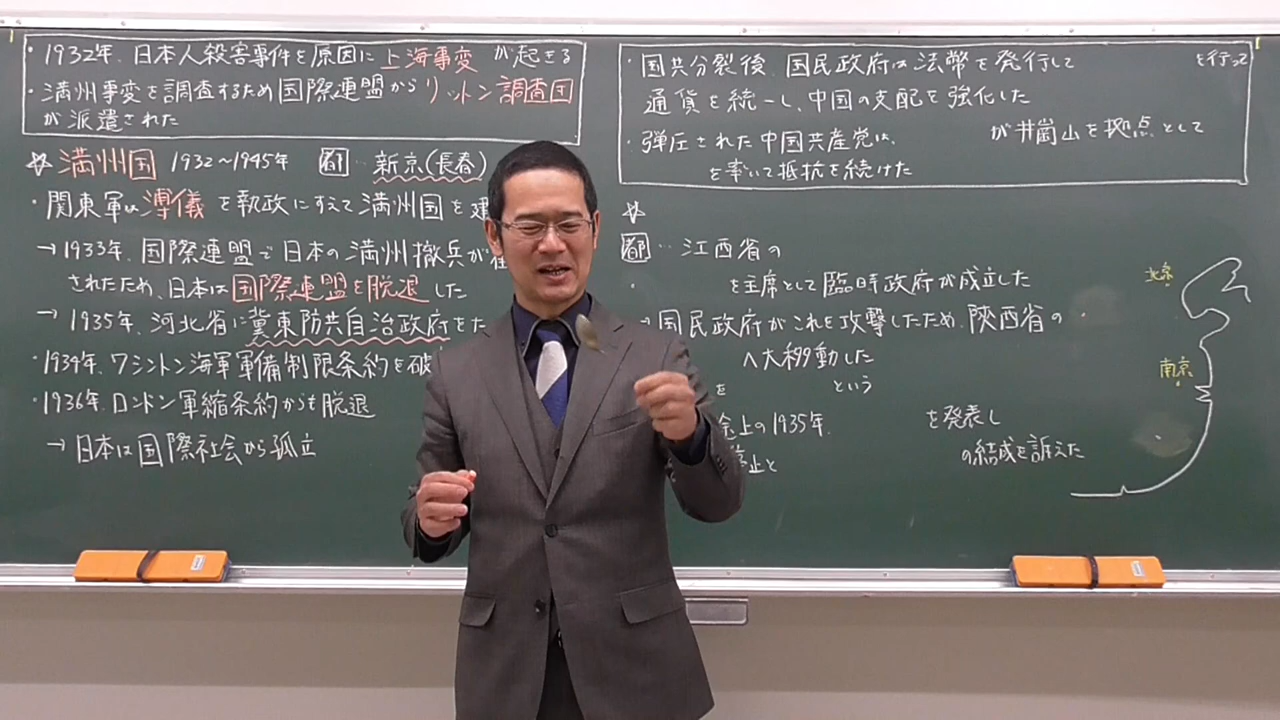 ・1932年、日本人殺害事件を原因に上海事変が起きる
・満州事変を調査するため国際連盟からリットン調査団
が派遣された
☆満州国 1932～1945年 都…新京(長春)
・関東軍は溥儀を執政にすえて満州国を建
→1933年、国際連盟で日本の満州撤兵が
されたため、日本は国際連盟を脱退した
→1935年、河北省に冀東防共自治政府をた
・1934年、ワシントン海軍軍備制限条約を破
・1936年、ロンドン軍縮条約からも脱退
→日本は国際社会から孤立
・国共分裂後、国民政府は法幣を発行して を行って
通貨を統一し、中国の支配を強化した
・弾圧された中国共産党は、 が井崗山を拠点として
を率いて抵抗を続けた
☆
都…江西省の
・ を主席として臨時政府が成立した
→国民政府がこれを攻撃したため、陝西省の
へ大移動した
を という
途上の1935年、 を発表し
停止と の結成を訴えた
北京
南京